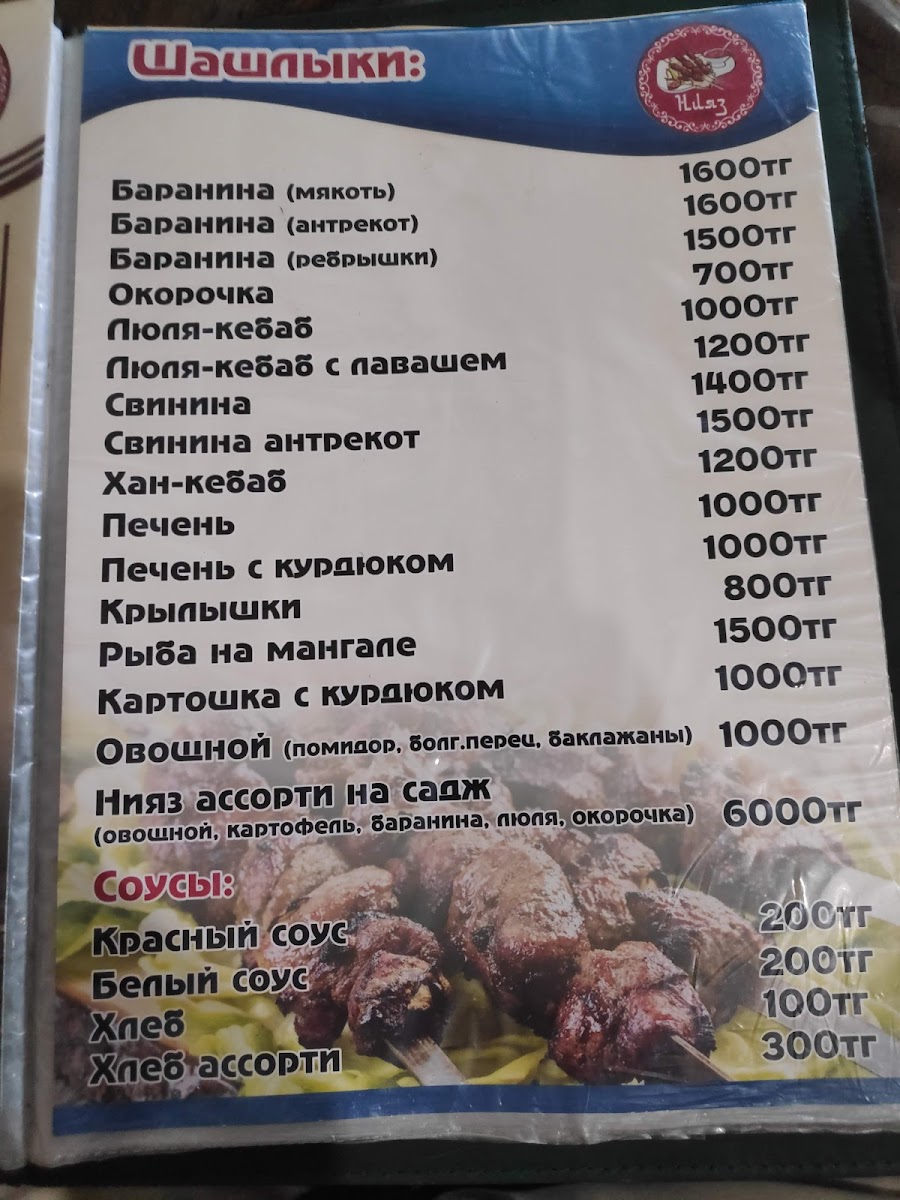 Шашлыки:
Нияз
Баранина (мякоть) 1600тг
Баранина (антрекот) 1600тг
Баранина (ребрышки) 1500тг
Окорочка 700тг
Люля-кебаб 1000тг
Люля-кебаб с лавашем 1200тг
Свинина 1400тг
Свинина антрекот 1500тг
Хан-кебаб 1200тг
Печень 1000тг
Печень с курдюком 1000тг
Крылышки 800тг
Рыба на мангале 1500тг
Картошка с курдюком 1000тг
Овощной (помидор, болг.перец, баклажаны) 1000тг
Нияз ассорти на садж
(овощной, картофель, баранина, люля, окорочка) 6000тг
Соусы:
Красный соус 200тг
Белый соус 200тг
Хлеб 100тг
Хлеб ассорти 300тг